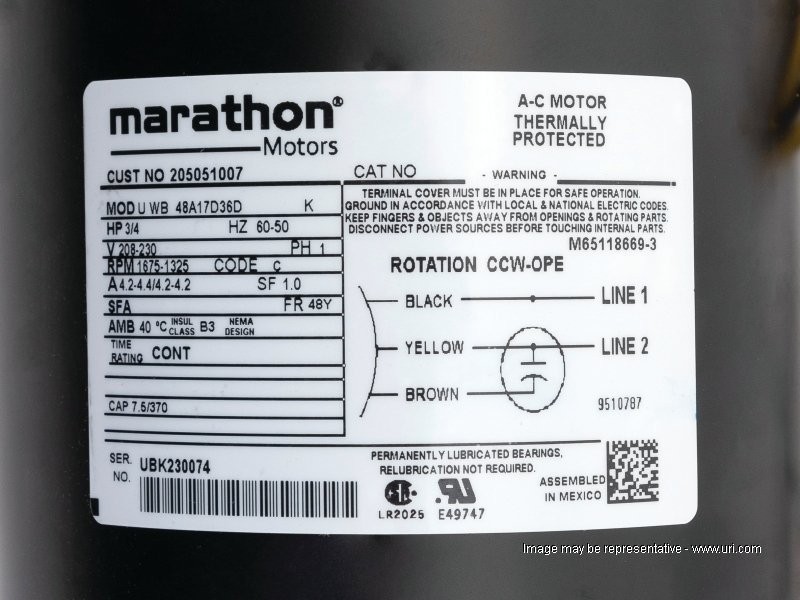 marathon®
Motors
A-C MOTOR
THERMALLY
PROTECTED
CUST NO 205051007
CAT NO
- WARNING -
TERMINAL COVER MUST BE IN PLACE FOR SAFE OPERATION.
GROUND IN ACCORDANCE WITH LOCAL & NATIONAL ELECTRIC CODES.
KEEP FINGERS & OBJECTS AWAY FROM OPENINGS & ROTATING PARTS.
DISCONNECT POWER SOURCES BEFORE TOUCHING INTERNAL PARTS.
M65118669-3
MOD U WB 48A17D36D K
HP 3/4 HZ 60-50
V 208-230 PH 1
RPM 1675-1325 CODE C
A 4.2-4.4/4.2-4.2 SF 1.0
SFA FR 48Y
AMB 40 °C INSUL CLASS B3 NEMA DESIGN
TIME RATING CONT
CAP 7.5/370
ROTATION CCW-OPE
BLACK LINE 1
YELLOW LINE 2
BROWN
9510787
SER. NO. UBK230074
PERMANENTLY LUBRICATED BEARINGS,
RELUBRICATION NOT REQUIRED.
LR2025 E49747
ASSEMBLED
IN MEXICO
Image may be representative - www.uri.com